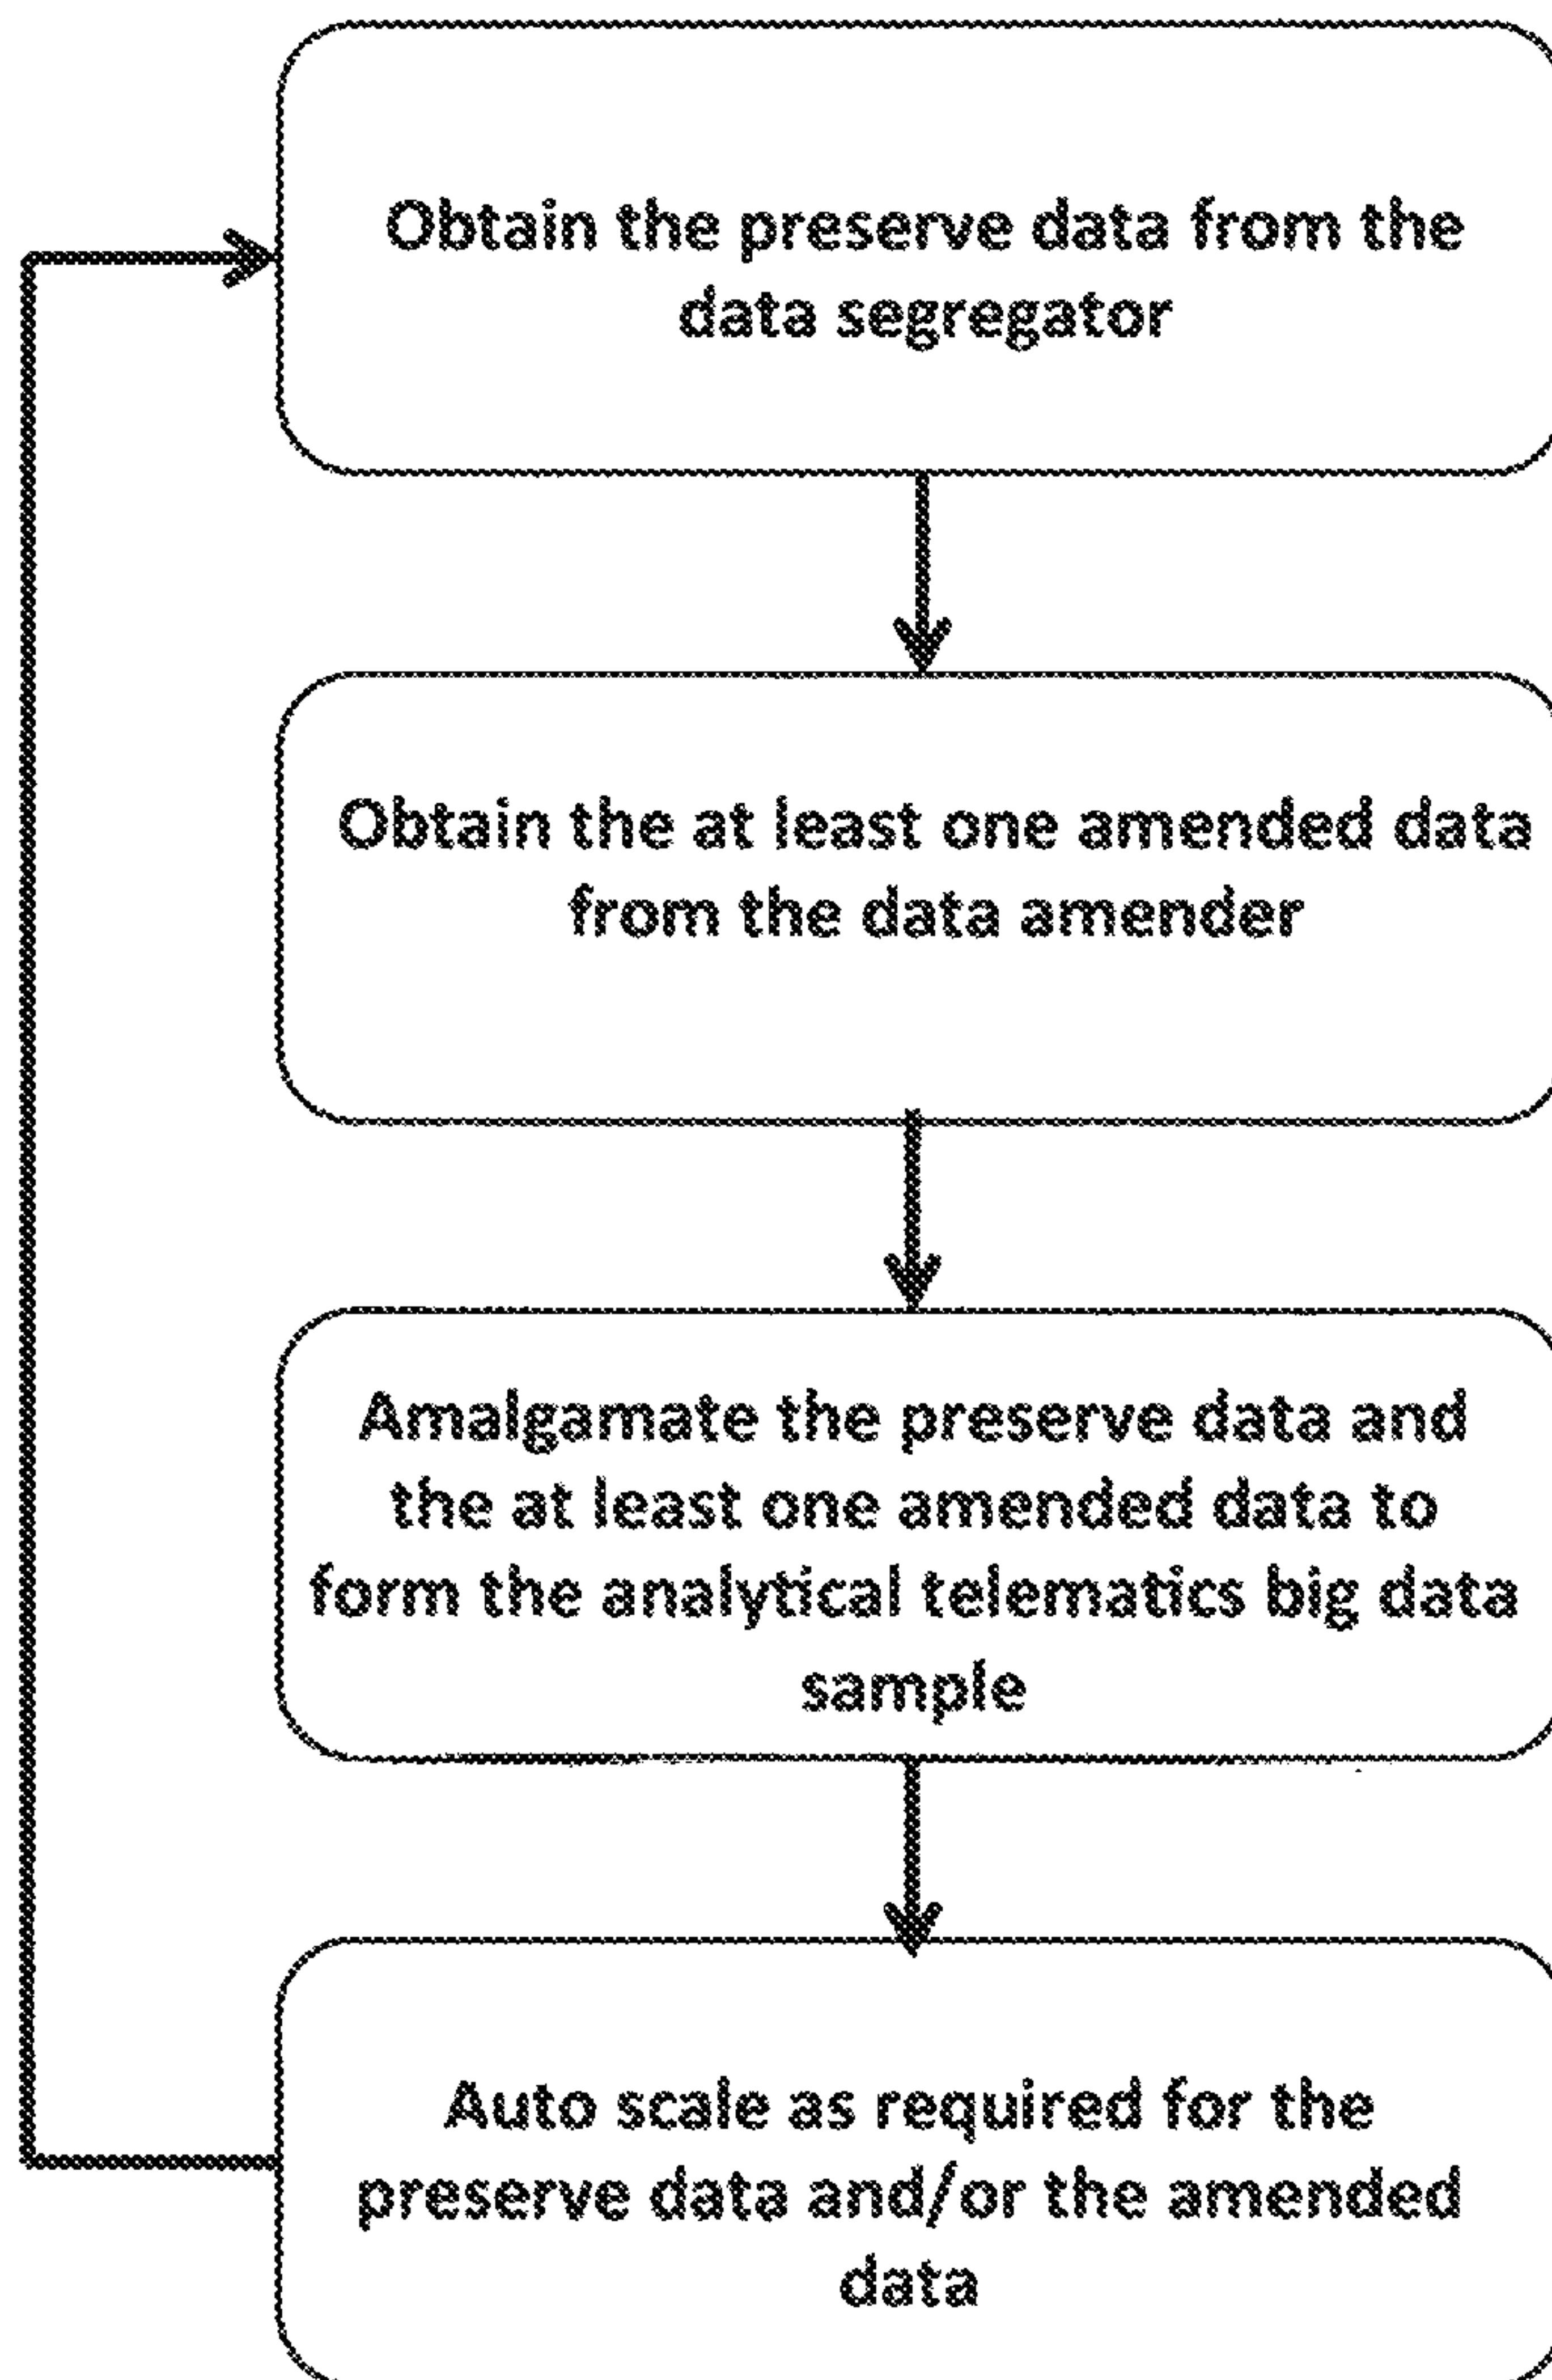 Obtain the preserve data from the
data segregator
Obtain the at least one amended data
from the data amender
Amalgamate the preserve data and
the at least one amended data to
form the analytical telematics big data
sample
Auto scale as required for the
preserve data and/or the amended
data